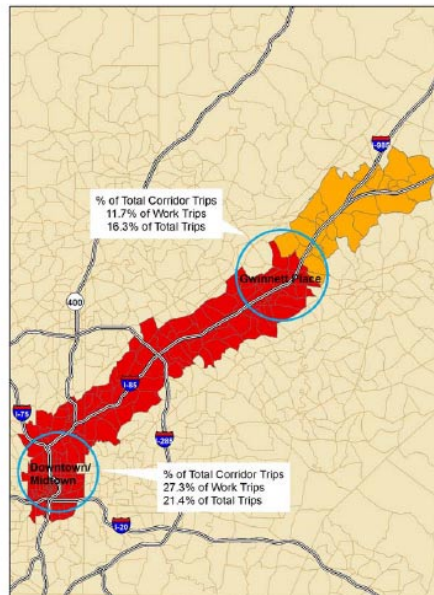 I-985
% of Total Corridor Trips
11.7% of Work Trips
16.3% of Total Trips
Gwinnett Place
400
I-85
I-75
I-285
Downtown/
Midtown
% of Total Corridor Trips
27.3% of Work Trips
21.4% of Total Trips
I-20